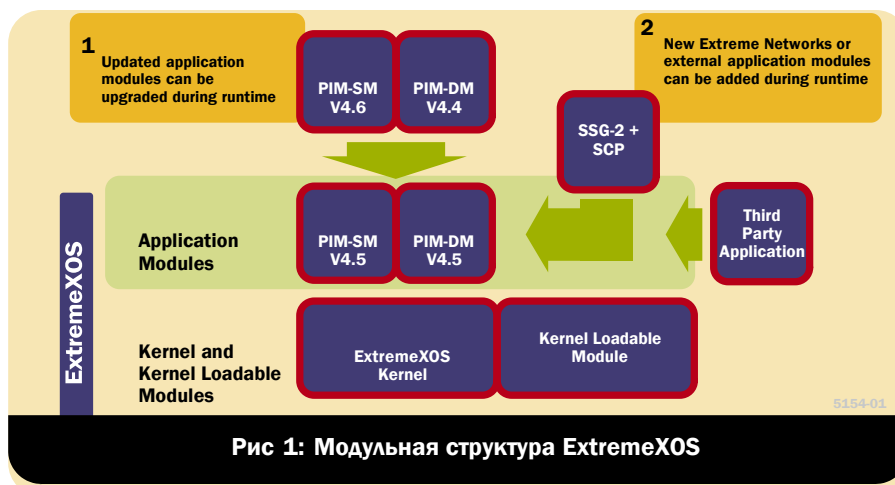 1
Updated application
modules can be
upgraded during runtime
PIM-SM
V4.6
PIM-DM
V4.4
2
New Extreme Networks or
external application modules
can be added during runtime
SSG-2 +
SCP
ExtremeXOS
Application
Modules
PIM-SM
V4.5
PIM-DM
V4.5
Third
Party
Application
Kernel and
Kernel Loadable
Modules
ExtremeXOS
Kernel
Kernel Loadable
Module
5154-01
Рис 1: Модульная структура ExtremeXOS